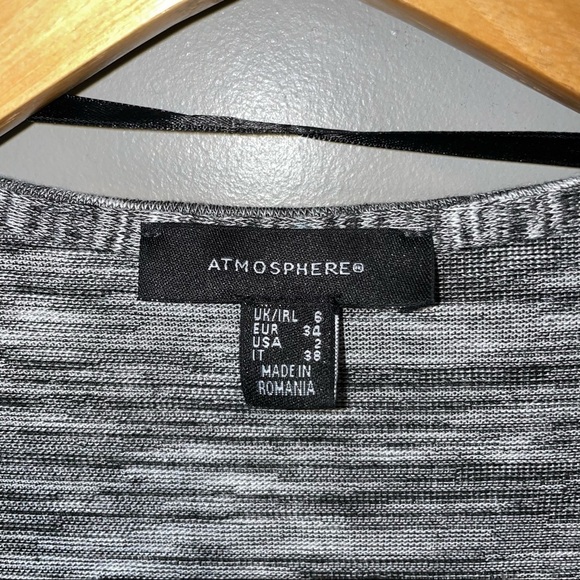 ATMOSPHERE®
UK/IRL 6
EUR 34
USA 2
IT 38
MADE IN
ROMANIA